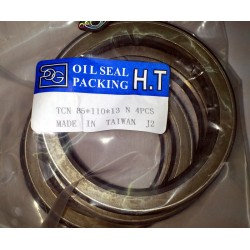 OIL SEAL
PACKING H.T
TCN 85*110*13 N 4PCS
MADE IN TAIWAN J2